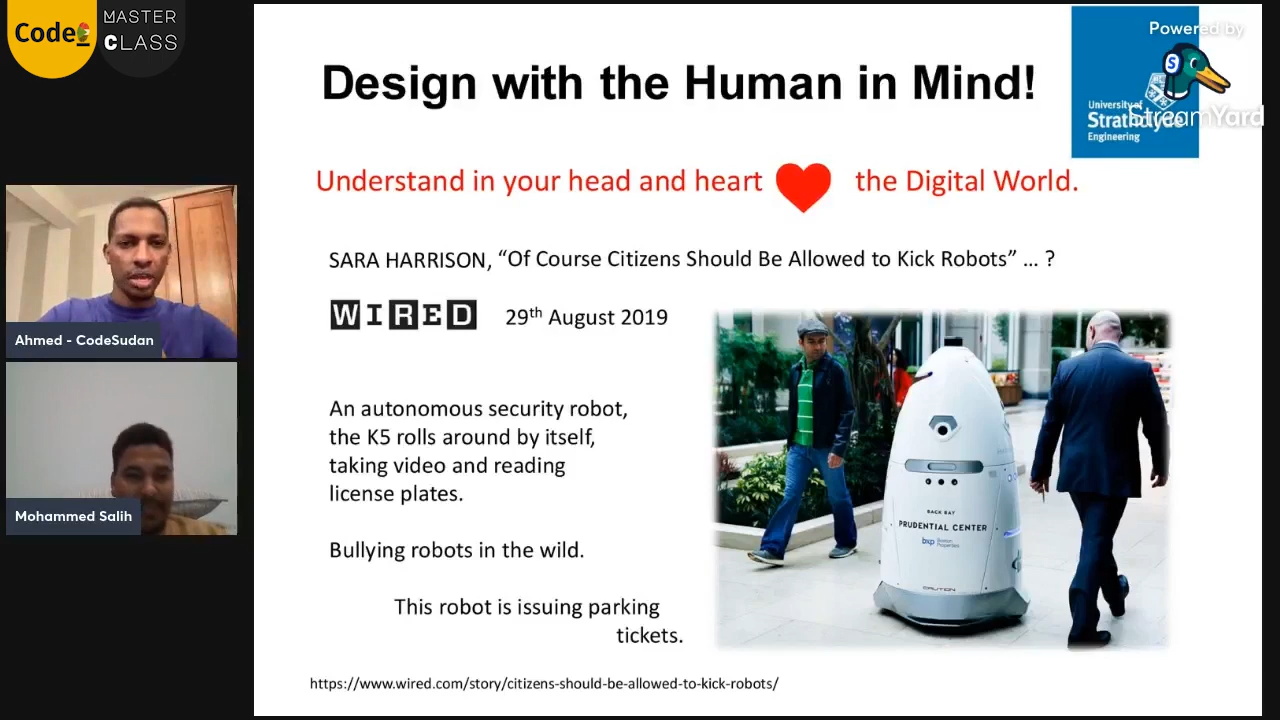 Code
MASTER
CLASS
Design with the Human in Mind!
Powered by
StreamYard
University of
Strathclyde
Engineering
Understand in your head and heart the Digital World.
SARA HARRISON, “Of Course Citizens Should Be Allowed to Kick Robots” ... ?
WIRED 29th August 2019
An autonomous security robot,
the K5 rolls around by itself,
taking video and reading
license plates.
Bullying robots in the wild.
This robot is issuing parking
tickets.
BACK BAY
PRUDENTIAL CENTER
bxp Boston
Properties
CAUTION
https://www.wired.com/story/citizens-should-be-allowed-to-kick-robots/
Ahmed - CodeSudan
Mohammed Salih